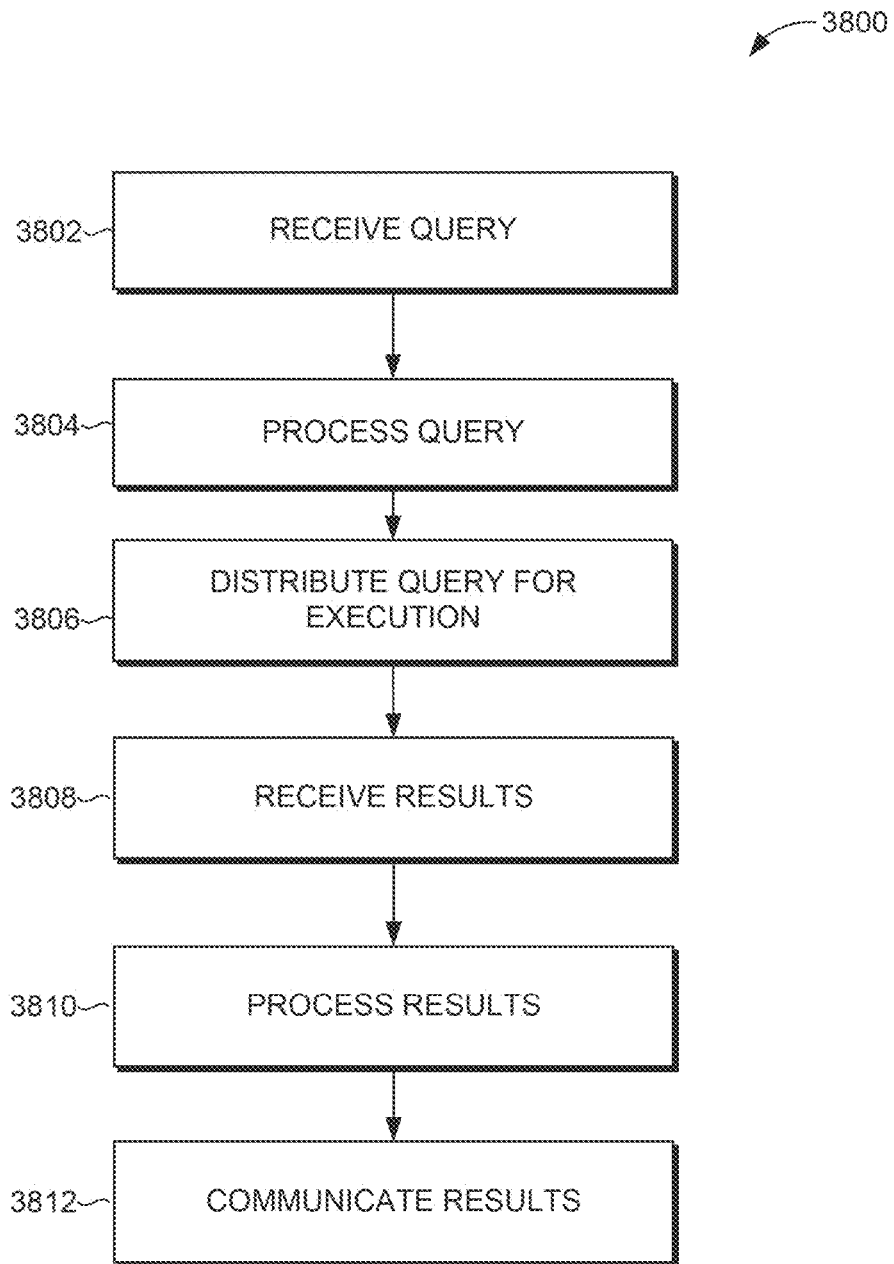 3800
3802
RECEIVE QUERY
3804
PROCESS QUERY
3806
DISTRIBUTE QUERY FOR
EXECUTION
3808
RECEIVE RESULTS
3810
PROCESS RESULTS
3812
COMMUNICATE RESULTS